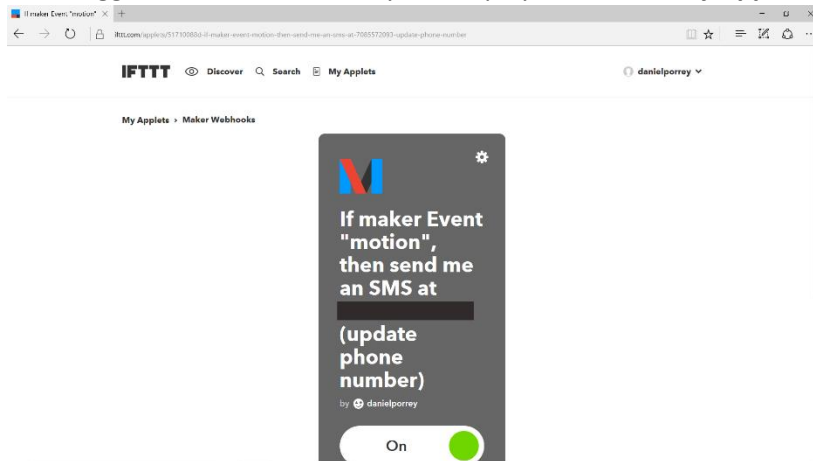 If maker Event "motion"
IFTTT Discover Search My Applets danielporrey
My Applets › Maker Webhooks
If maker Event
"motion",
then send me
an SMS at
(update
phone
number)
by danielporrey
On